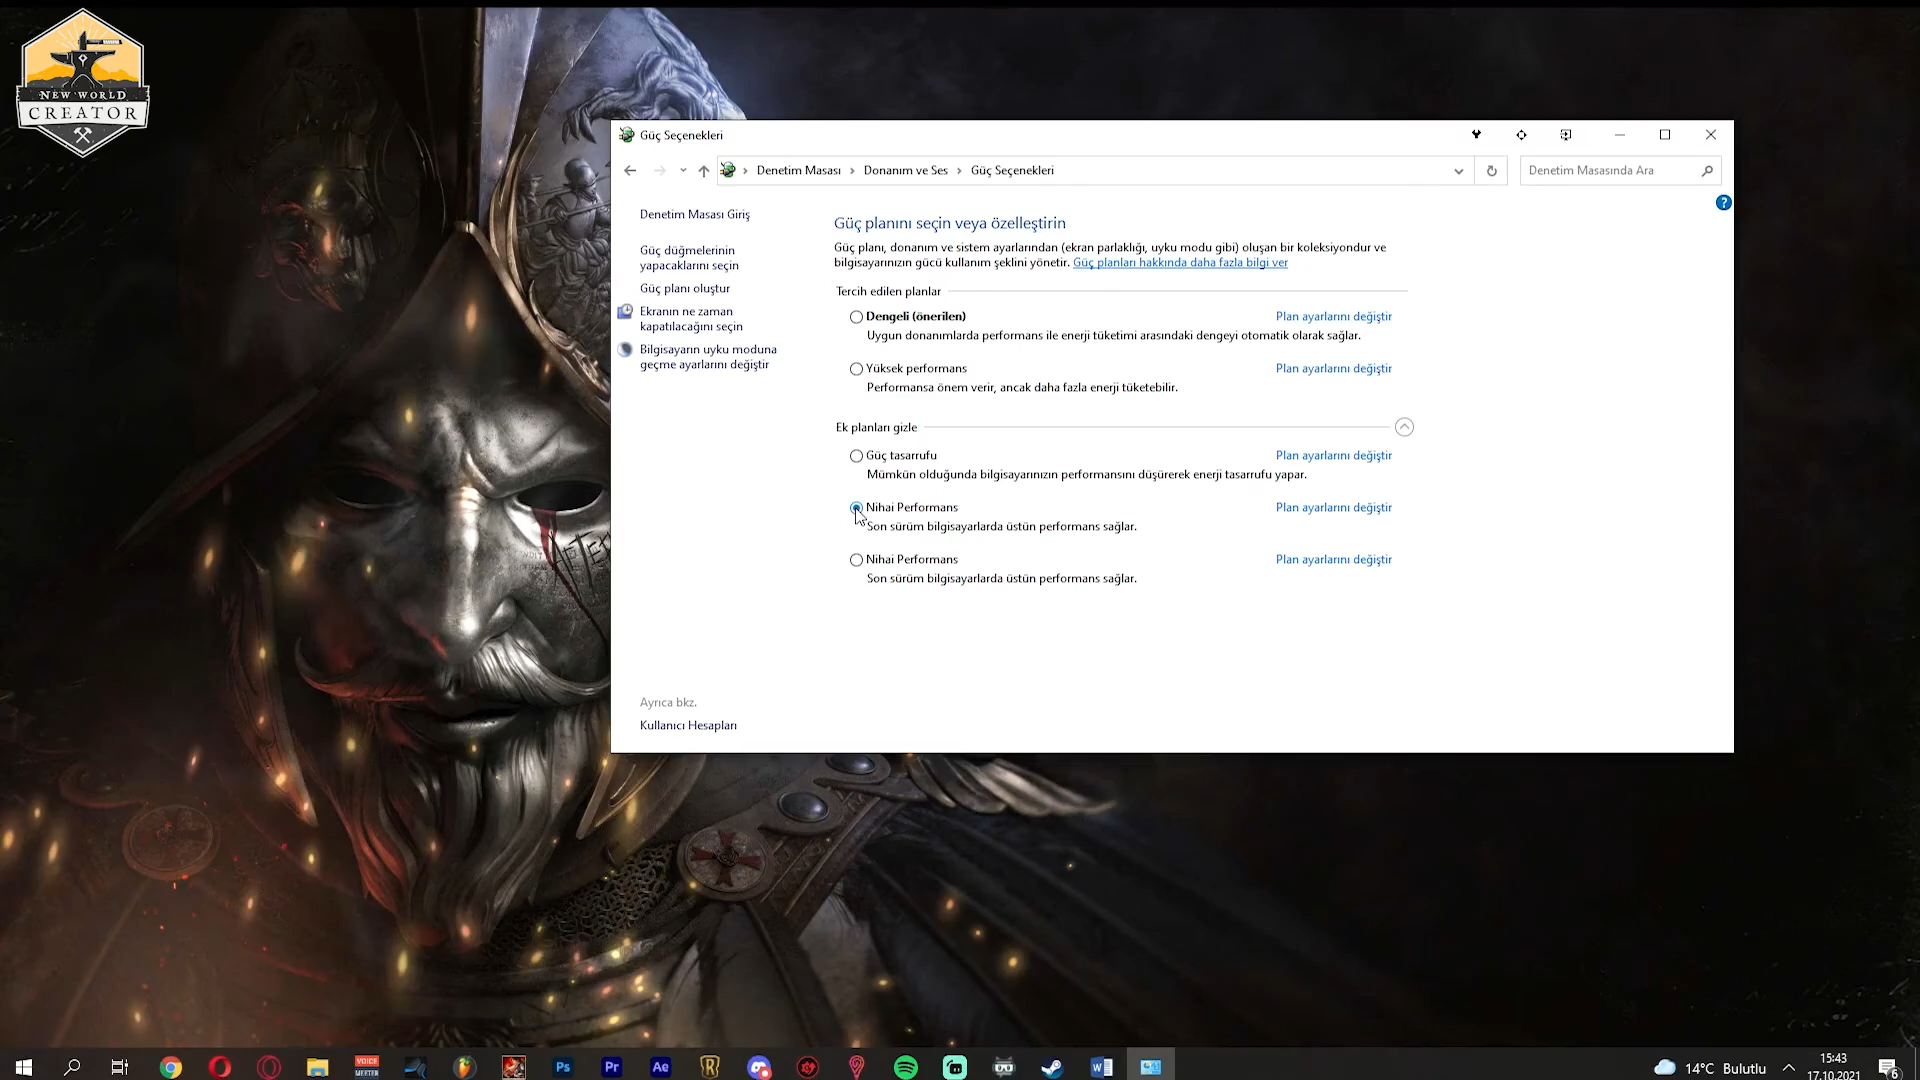 NEW WORLD
CREATOR
Güç Seçenekleri
Denetim Masası
Donanım ve Ses
Güç Seçenekleri
Denetim Masasında Ara
Denetim Masası Giriş
Güç düğmelerinin
yapacaklarını seçin
Güç planı oluştur
Ekranın ne zaman
kapatılacağını seçin
Bilgisayarın uyku moduna
geçme ayarlarını değiştir
Güç planını seçin veya özelleştirin
Güç planı, donanım ve sistem ayarlarından (ekran parlaklığı, uyku modu gibi) oluşan bir koleksiyondur ve
bilgisayarınızın gücü kullanım şeklini yönetir. Güç planları hakkında daha fazla bilgi ver
Tercih edilen planlar
Dengeli (önerilen) Plan ayarlarını değiştir
Uygun donanımlarda performans ile enerji tüketimi arasındaki dengeyi otomatik olarak sağlar.
Yüksek performans Plan ayarlarını değiştir
Performansa önem verir, ancak daha fazla enerji tüketebilir.
Ek planları gizle
Güç tasarrufu Plan ayarlarını değiştir
Mümkün olduğunda bilgisayarınızın performansını düşürerek enerji tasarrufu yapar.
Nihai Performans Plan ayarlarını değiştir
Son sürüm bilgisayarlarda üstün performans sağlar.
Nihai Performans Plan ayarlarını değiştir
Son sürüm bilgisayarlarda üstün performans sağlar.
Ayrıca bkz.
Kullanıcı Hesapları
VOICE
MEETER
Ps
Pr
Ae
14°C Bulutlu
15:43
17.10.2021
6